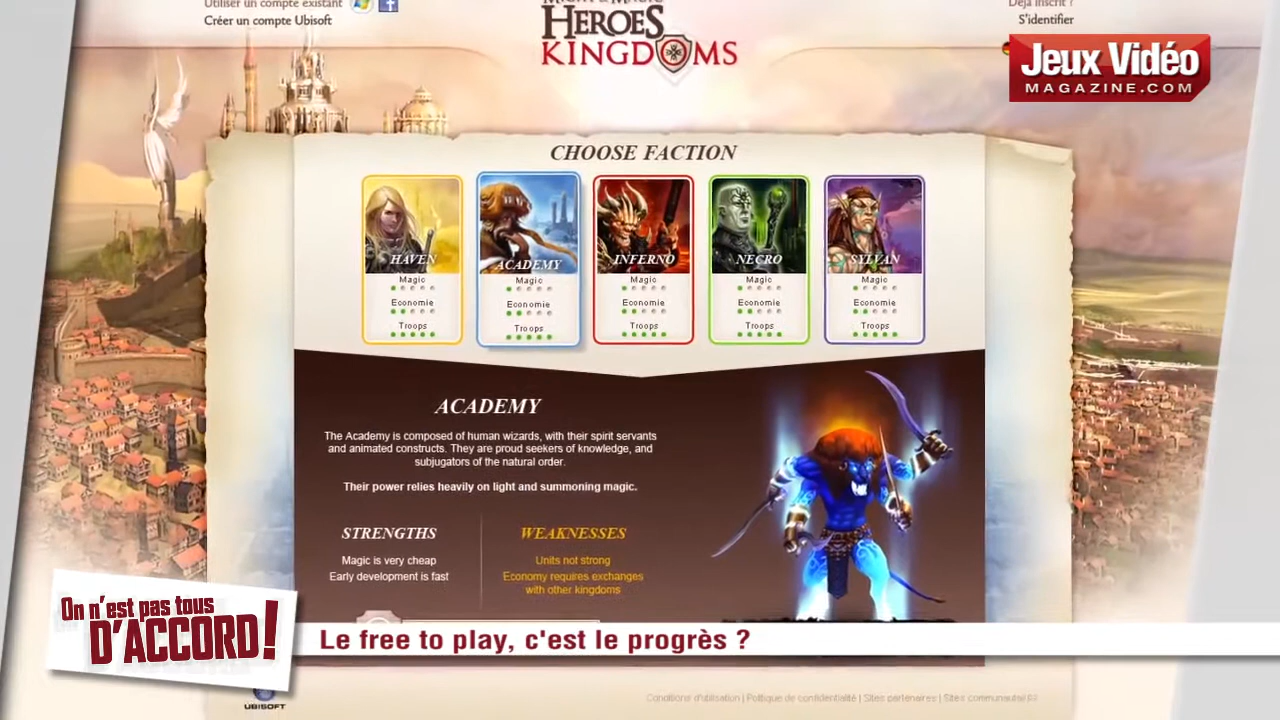 Utiliser un compte existant
Créer un compte Ubisoft
MIGHT & MAGIC
HEROES
KINGDOMS
Déjà inscrit ?
S'identifier
Jeux Vidéo
MAGAZINE.COM
CHOOSE FACTION
HAVEN
ACADEMY
INFERNO
NECRO
SYLVAN
Magic
Magic
Magic
Magic
Magic
Economie
Economie
Economie
Economie
Economie
Troops
Troops
Troops
Troops
Troops
ACADEMY
The Academy is composed of human wizards, with their spirit servants
and animated constructs. They are proud seekers of knowledge, and
subjugators of the natural order.
Their power relies heavily on light and summoning magic.
STRENGTHS
WEAKNESSES
Magic is very cheap
Early development is fast
Units not strong
Economy requires exchanges
with other kingdoms
On n'est pas tous
D'ACCORD!
Le free to play, c'est le progrès ?
UBISOFT
Conditions d'utilisation | Politique de confidentialité | Sites partenaires | Sites communautaires